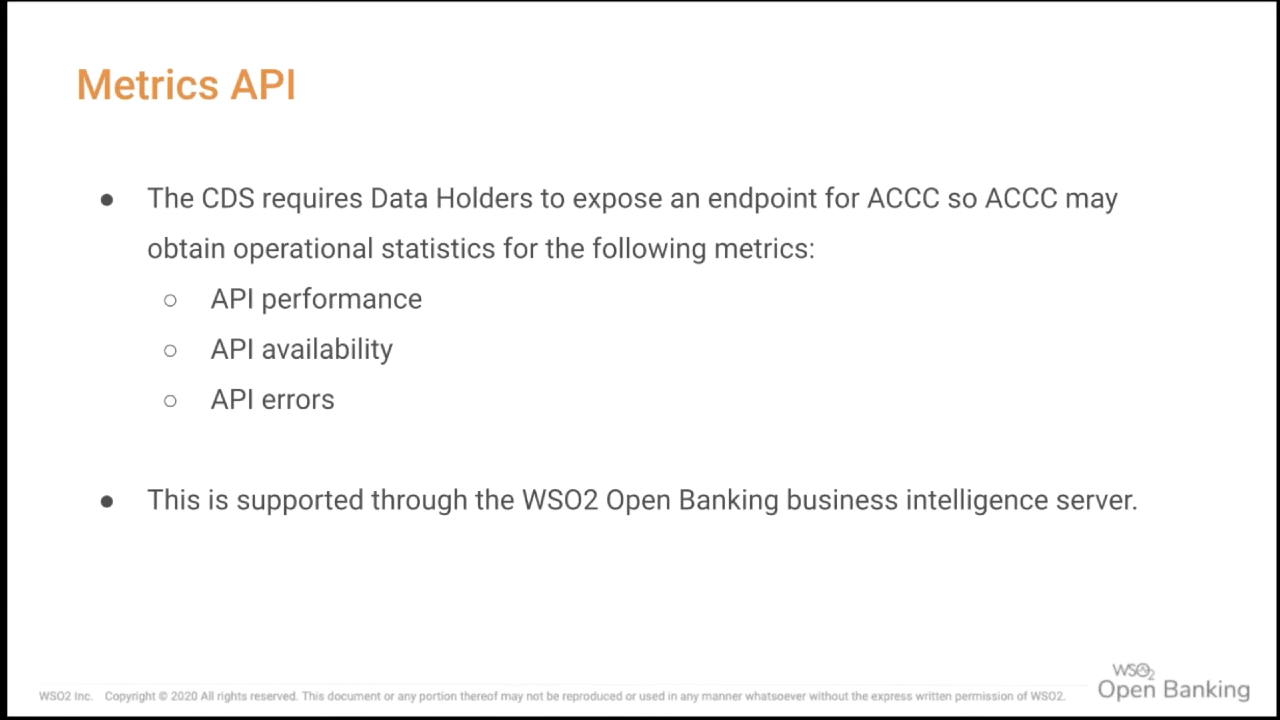 Metrics API
● The CDS requires Data Holders to expose an endpoint for ACCC so ACCC may
obtain operational statistics for the following metrics:
○ API performance
○ API availability
○ API errors
● This is supported through the WSO2 Open Banking business intelligence server.
WSO2 Inc. Copyright © 2020 All rights reserved. This document or any portion thereof may not be reproduced or used in any manner whatsoever without the express written permission of WSO2.
WSO2
Open Banking